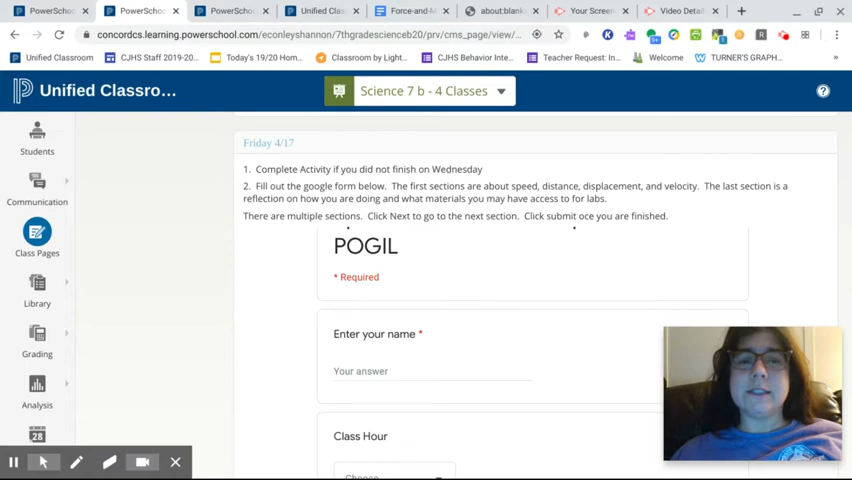 PowerSchoo
PowerSchoo
PowerSchoo
Unified Clas
Force-and-M
about:blank
Your Screen
Video Detai
concordcs.learning.powerschool.com/econleyshannon/7thgradescienceb20/prv/cms_page/view/...
Unified Classroom
CJHS Staff 2019-20...
Today's 19/20 Hom...
Classroom by Light...
CJHS Behavior Inte...
Teacher Request: In...
Welcome
TURNER'S GRAPH...
Unified Classro...
Science 7 b - 4 Classes
Students
Communication
Class Pages
Library
Grading
Analysis
28
Friday 4/17
1. Complete Activity if you did not finish on Wednesday
2. Fill out the google form below. The first sections are about speed, distance, displacement, and velocity. The last section is a
reflection on how you are doing and what materials you may have access to for labs.
There are multiple sections. Click Next to go to the next section. Click submit oce you are finished.
POGIL
* Required
Enter your name *
Your answer
Class Hour
Choose